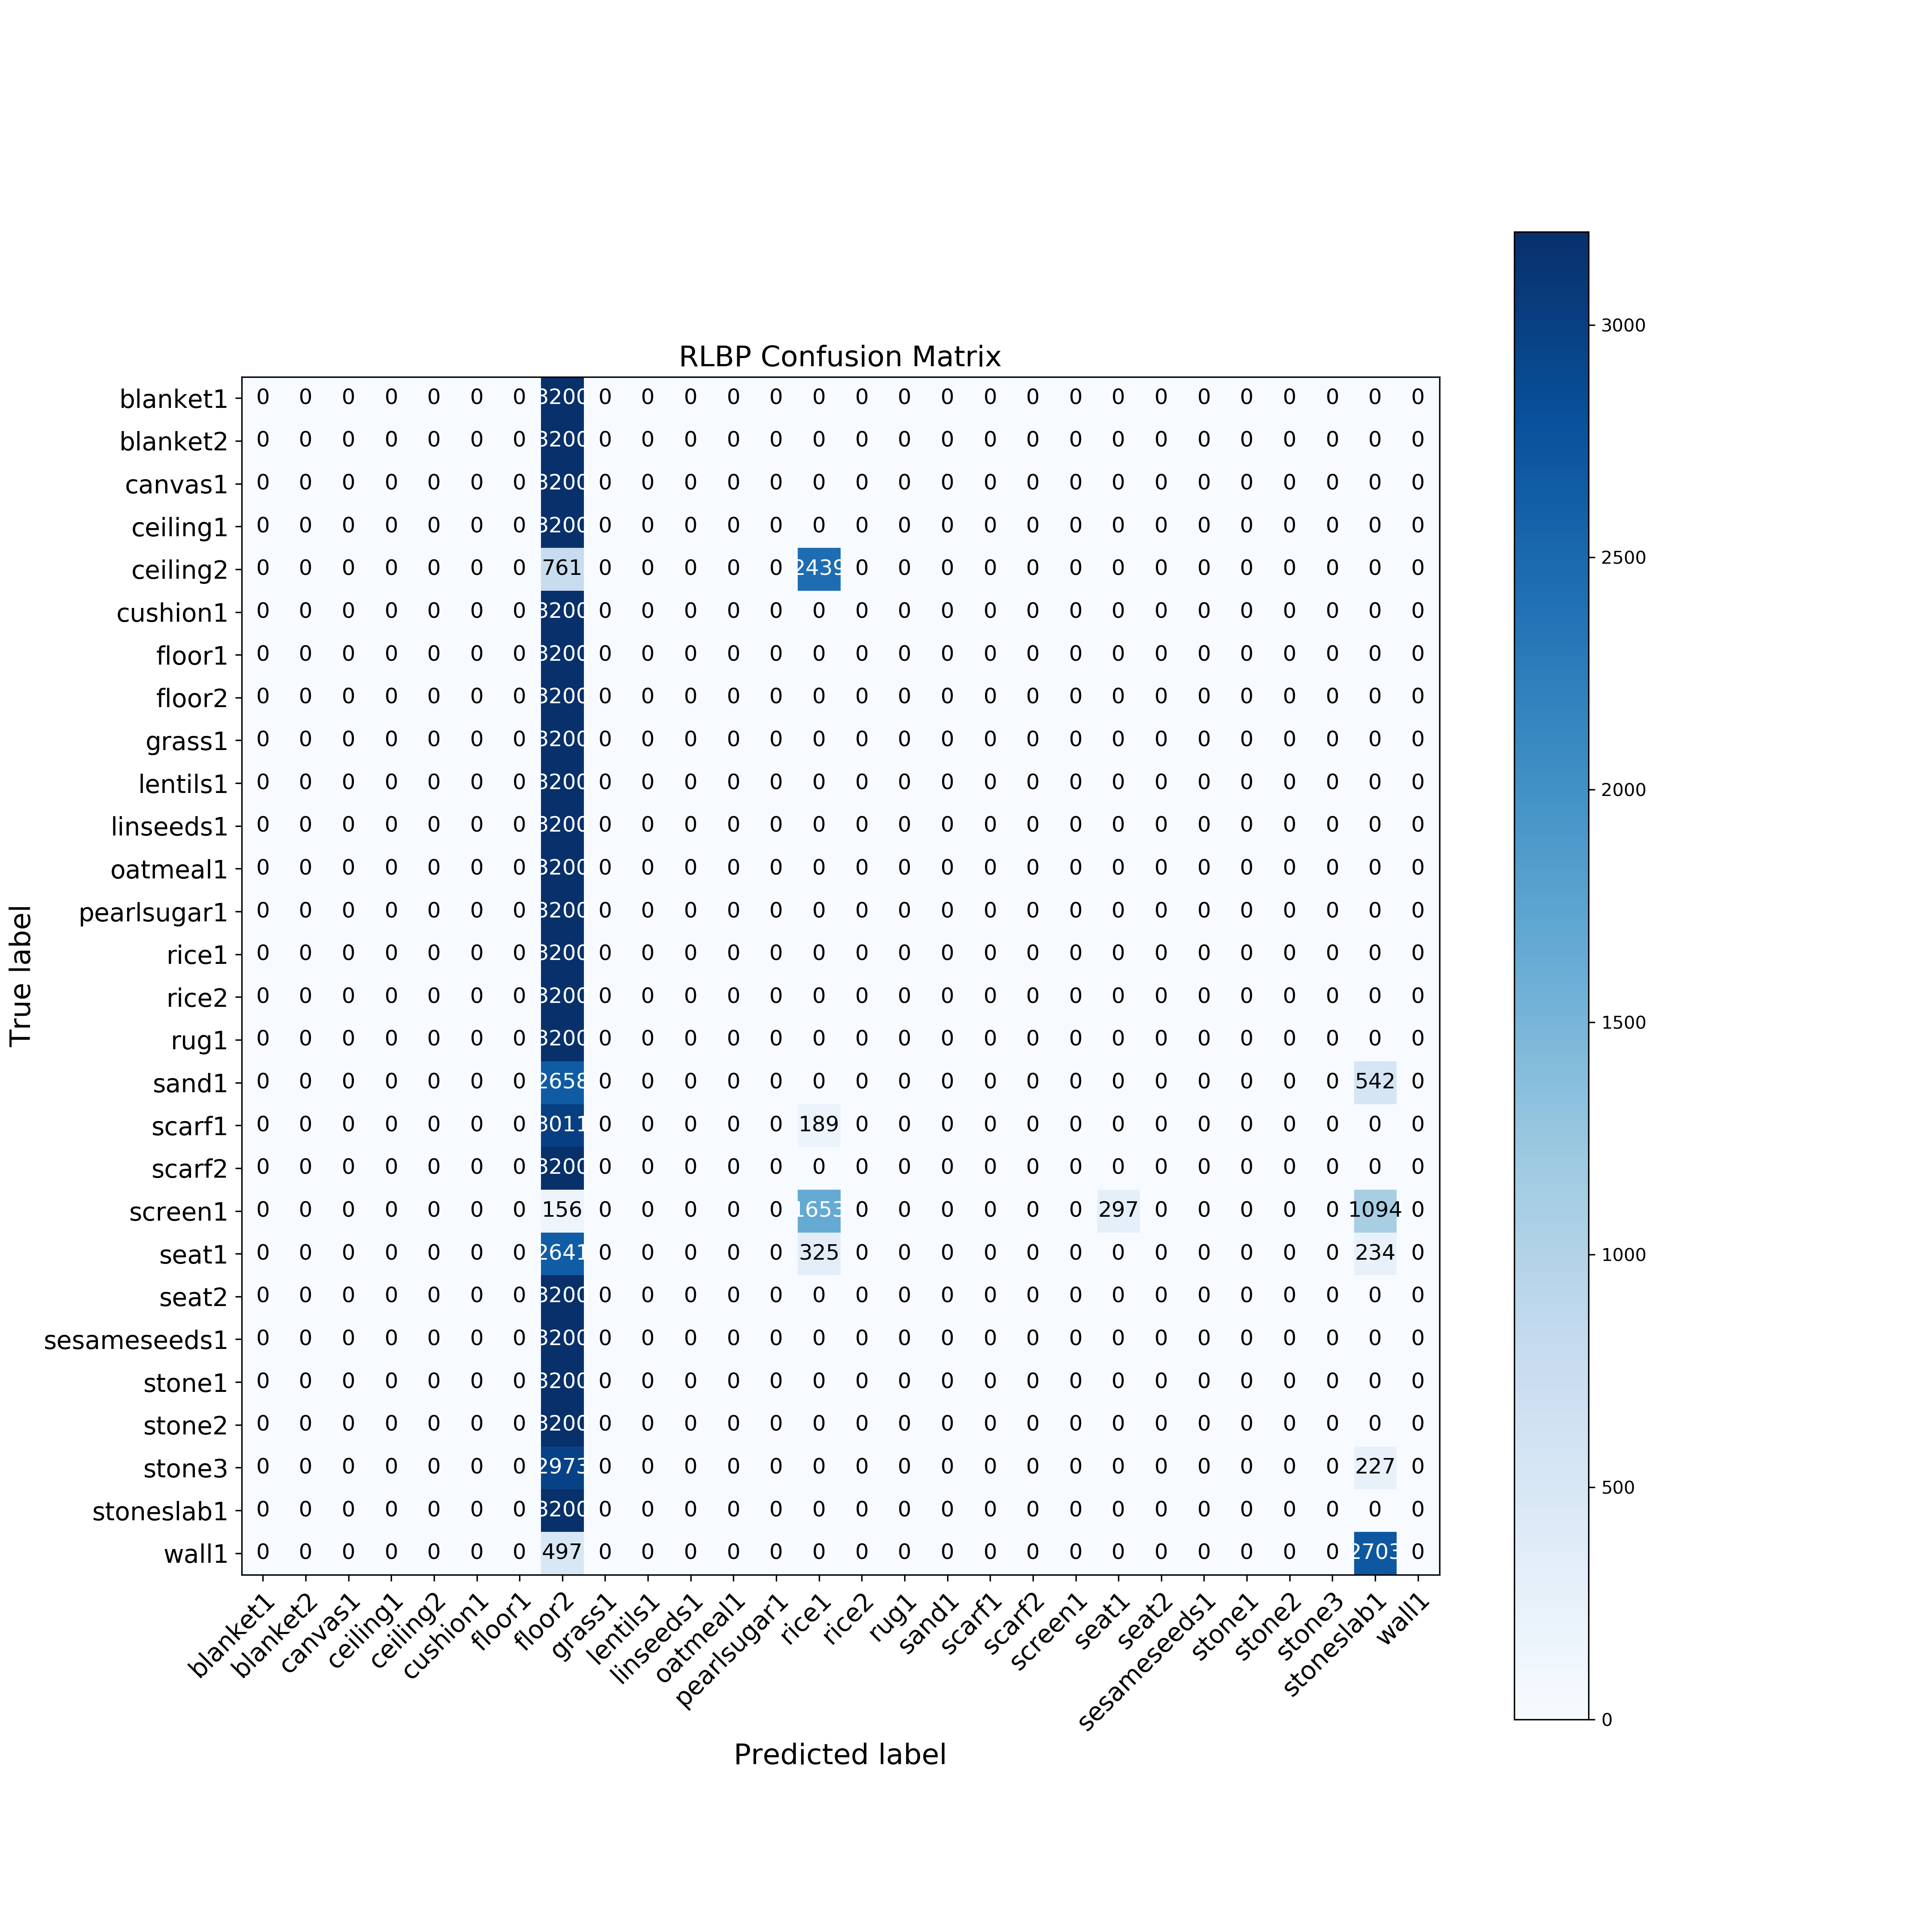 RLBP Confusion Matrix
blanket1 0 0 0 0 0 0 0 3200 0 0 0 0 0 0 0 0 0 0 0 0 0 0 0 0 0 0 0 0
blanket2 0 0 0 0 0 0 0 3200 0 0 0 0 0 0 0 0 0 0 0 0 0 0 0 0 0 0 0 0
canvas1 0 0 0 0 0 0 0 3200 0 0 0 0 0 0 0 0 0 0 0 0 0 0 0 0 0 0 0 0
ceiling1 0 0 0 0 0 0 0 3200 0 0 0 0 0 0 0 0 0 0 0 0 0 0 0 0 0 0 0 0
ceiling2 0 0 0 0 0 0 0 761 0 0 0 0 0 2439 0 0 0 0 0 0 0 0 0 0 0 0 0 0
cushion1 0 0 0 0 0 0 0 3200 0 0 0 0 0 0 0 0 0 0 0 0 0 0 0 0 0 0 0 0
floor1 0 0 0 0 0 0 0 3200 0 0 0 0 0 0 0 0 0 0 0 0 0 0 0 0 0 0 0 0
floor2 0 0 0 0 0 0 0 3200 0 0 0 0 0 0 0 0 0 0 0 0 0 0 0 0 0 0 0 0
grass1 0 0 0 0 0 0 0 3200 0 0 0 0 0 0 0 0 0 0 0 0 0 0 0 0 0 0 0 0
lentils1 0 0 0 0 0 0 0 3200 0 0 0 0 0 0 0 0 0 0 0 0 0 0 0 0 0 0 0 0
linseeds1 0 0 0 0 0 0 0 3200 0 0 0 0 0 0 0 0 0 0 0 0 0 0 0 0 0 0 0 0
oatmeal1 0 0 0 0 0 0 0 3200 0 0 0 0 0 0 0 0 0 0 0 0 0 0 0 0 0 0 0 0
pearlsugar1 0 0 0 0 0 0 0 3200 0 0 0 0 0 0 0 0 0 0 0 0 0 0 0 0 0 0 0 0
rice1 0 0 0 0 0 0 0 3200 0 0 0 0 0 0 0 0 0 0 0 0 0 0 0 0 0 0 0 0
rice2 0 0 0 0 0 0 0 3200 0 0 0 0 0 0 0 0 0 0 0 0 0 0 0 0 0 0 0 0
rug1 0 0 0 0 0 0 0 3200 0 0 0 0 0 0 0 0 0 0 0 0 0 0 0 0 0 0 0 0
sand1 0 0 0 0 0 0 0 2658 0 0 0 0 0 0 0 0 0 0 0 0 0 0 0 0 0 0 542 0
scarf1 0 0 0 0 0 0 0 3011 0 0 0 0 0 189 0 0 0 0 0 0 0 0 0 0 0 0 0 0
scarf2 0 0 0 0 0 0 0 3200 0 0 0 0 0 0 0 0 0 0 0 0 0 0 0 0 0 0 0 0
screen1 0 0 0 0 0 0 0 156 0 0 0 0 0 1653 0 0 0 0 0 0 297 0 0 0 0 0 1094 0
seat1 0 0 0 0 0 0 0 2641 0 0 0 0 0 325 0 0 0 0 0 0 0 0 0 0 0 0 234 0
seat2 0 0 0 0 0 0 0 3200 0 0 0 0 0 0 0 0 0 0 0 0 0 0 0 0 0 0 0 0
sesameseeds1 0 0 0 0 0 0 0 3200 0 0 0 0 0 0 0 0 0 0 0 0 0 0 0 0 0 0 0 0
stone1 0 0 0 0 0 0 0 3200 0 0 0 0 0 0 0 0 0 0 0 0 0 0 0 0 0 0 0 0
stone2 0 0 0 0 0 0 0 3200 0 0 0 0 0 0 0 0 0 0 0 0 0 0 0 0 0 0 0 0
stone3 0 0 0 0 0 0 0 2973 0 0 0 0 0 0 0 0 0 0 0 0 0 0 0 0 0 0 227 0
stoneslab1 0 0 0 0 0 0 0 3200 0 0 0 0 0 0 0 0 0 0 0 0 0 0 0 0 0 0 0 0
wall1 0 0 0 0 0 0 0 497 0 0 0 0 0 0 0 0 0 0 0 0 0 0 0 0 0 0 2703 0
blanket1 blanket2 canvas1 ceiling1 ceiling2 cushion1 floor1 floor2 grass1 lentils1 linseeds1 oatmeal1 pearlsugar1 rice1 rice2 rug1 sand1 scarf1 scarf2 screen1 seat1 seat2 sesameseeds1 stone1 stone2 stone3 stoneslab1 wall1
Predicted label
True label
3000
2500
2000
1500
1000
500
0